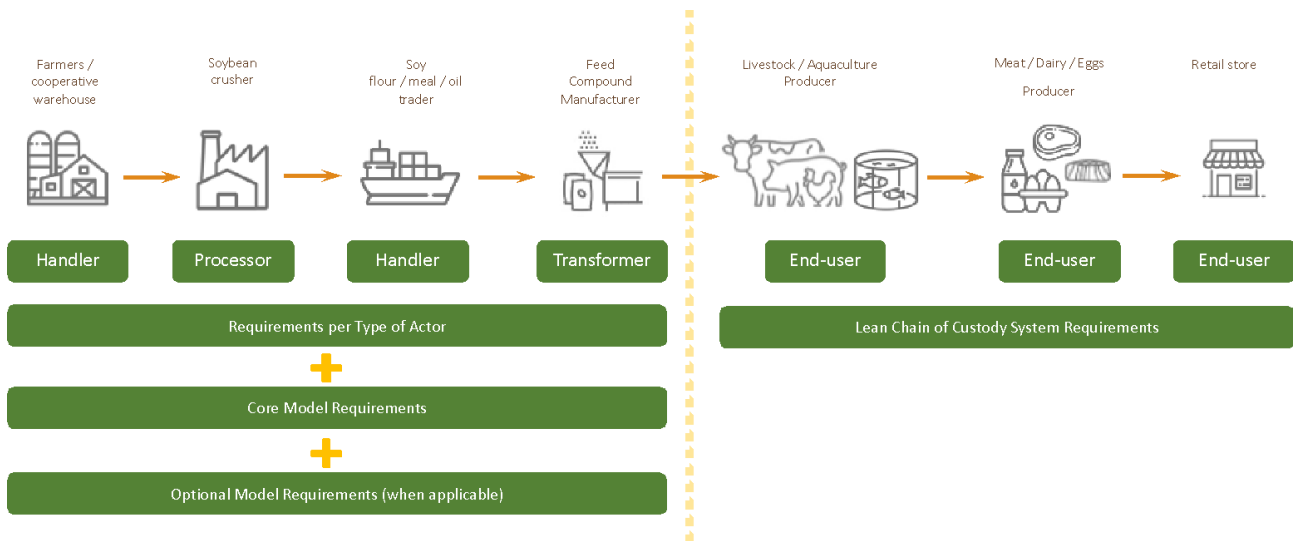 Farmers /
cooperative
warehouse
Soybean
crusher
Soy
flour / meal / oil
trader
Feed
Compound
Manufacturer
Livestock / Aquaculture
Producer
Meat / Dairy / Eggs
Producer
Retail store
Handler
Processor
Handler
Transformer
End-user
End-user
End-user
Requirements per Type of Actor
Lean Chain of Custody System Requirements
Core Model Requirements
Optional Model Requirements (when applicable)